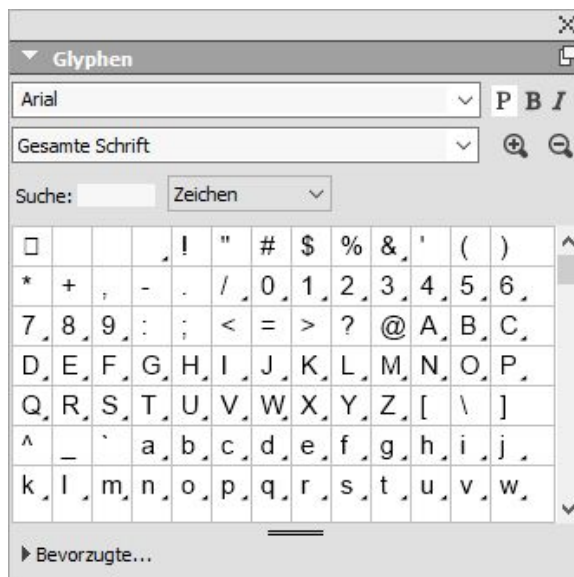 Glyphen
Arial
P B I
Gesamte Schrift
Suche:
Zeichen
! " # $ % & ' ( )
* + , - . / 0 1 2 3 4 5 6
7 8 9 : ; < = > ? @ A B C
D E F G H I J K L M N O P
Q R S T U V W X Y Z [ \ ]
^ _ ` a b c d e f g h i j
k l m n o p q r s t u v w
Bevorzugte...